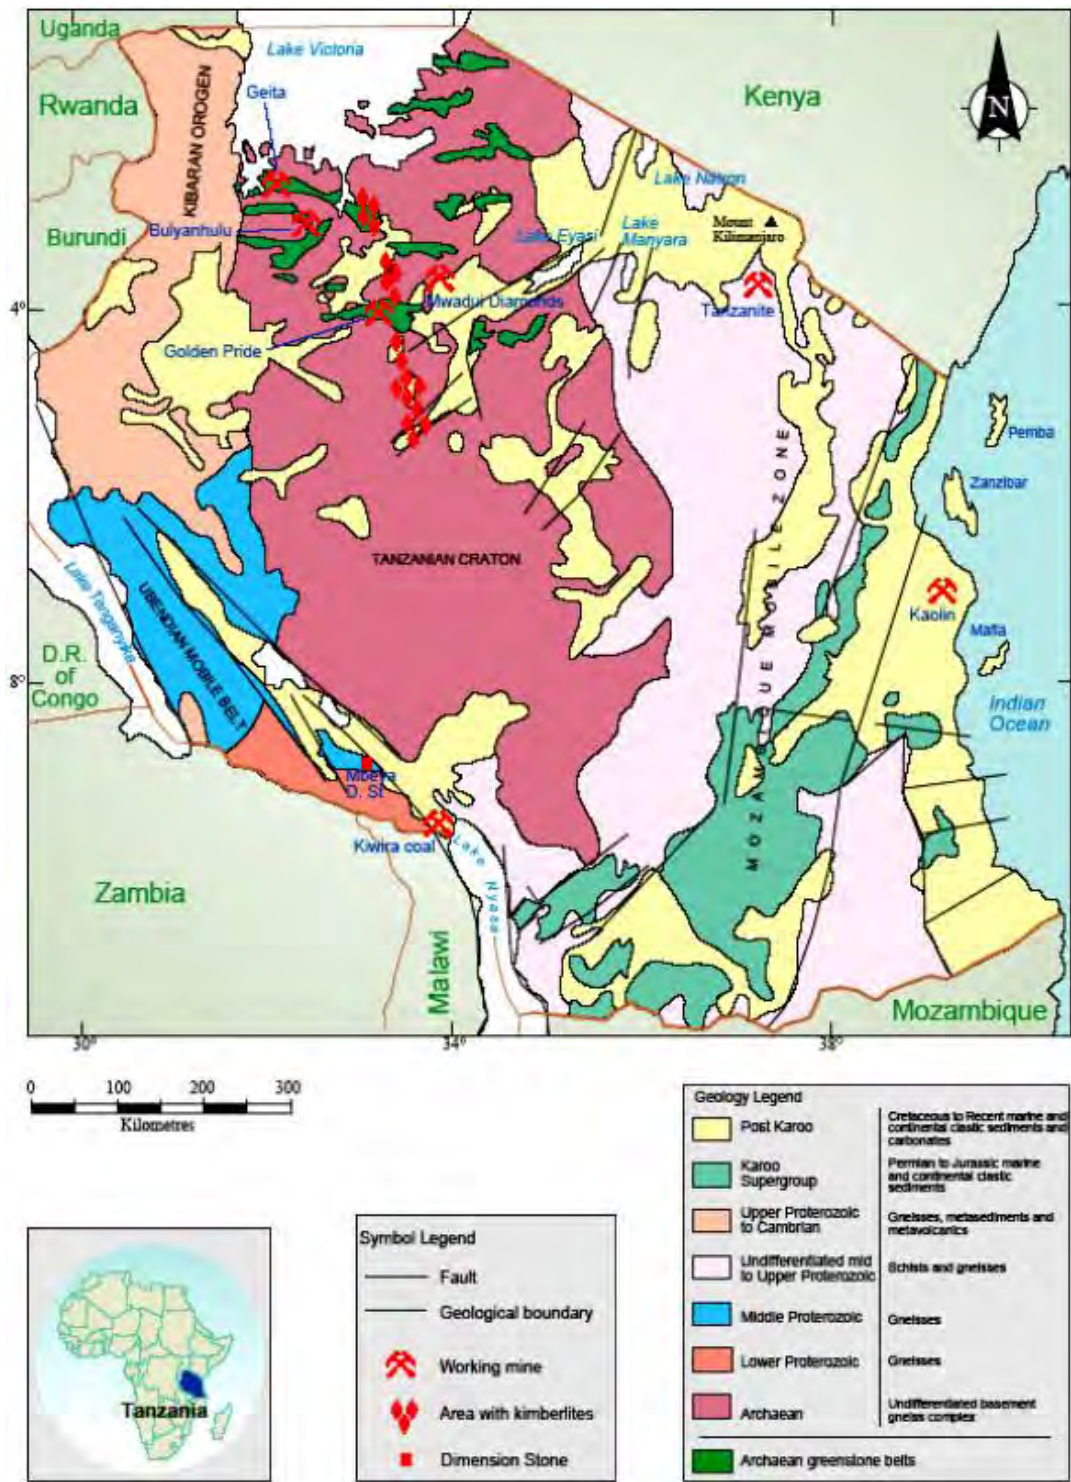 Uganda
Lake Victoria
Geita
Rwanda
Kenya
N
KIBARAN OROGEN
Lake Natron
Burundi
Bulyanhulu
Lake Eyasi
Lake
Manyara
Mount
Kilimanjaro
4º
Mwadui Diamonds
Tanzanite
Golden Pride
Pemba
Zanzibar
TANZANIAN CRATON
MOZAMBIQUE MOBILE ZONE
Lake Tanganyika
UBENDIAN MOBILE BELT
Kaolin
Mafia
D.R.
of
Congo
8º
Indian
Ocean
Mbeya
D. St
Kiwira coal
Lake Nyasa
Zambia
Malawi
Mozambique
30º
34º
38º
0 100 200 300
Kilometres
Geology Legend
Post Karoo
Cretaceous to Recent marine and
continental clastic sediments and
carbonates
Karoo
Supergroup
Permian to Jurassic marine
and continental clastic
sediments
Upper Proterozoic
to Cambrian
Gneisses, metasediments and
metavolcanics
Undifferentiated mid
to Upper Proterozoic
Schists and gneisses
Middle Proterozoic
Gneisses
Lower Proterozoic
Gneisses
Archaean
Undifferentiated basement
gneiss complex
Archaean greenstone belts
Symbol Legend
Fault
Geological boundary
Working mine
Area with kimberlites
Dimension Stone
Tanzania